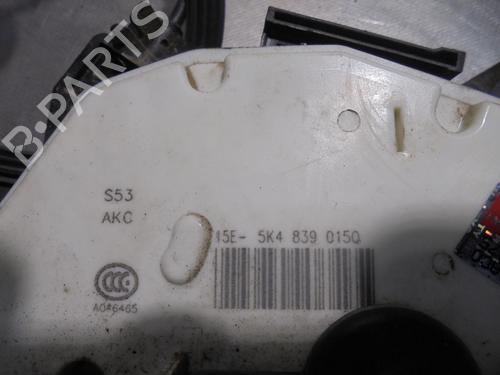 B-PARTS
S53
AKC
15E- 5K4 839 015Q
CCC
A046465